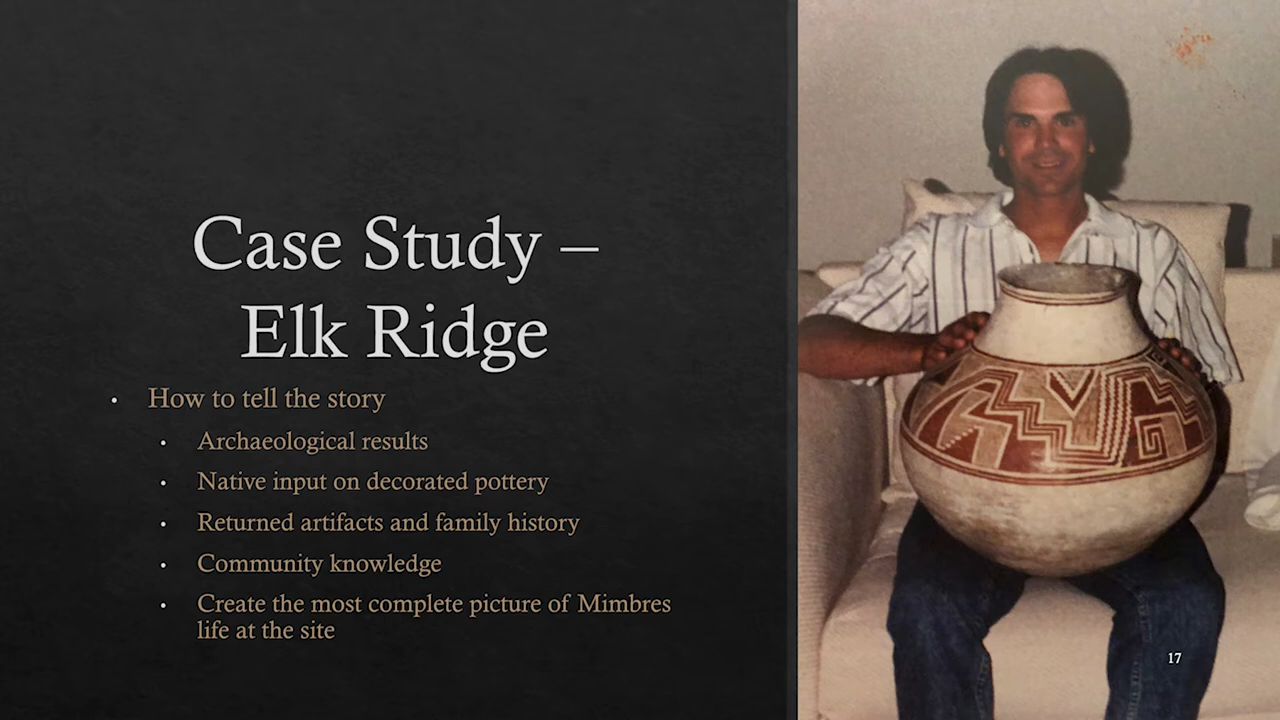 Case Study –
Elk Ridge
• How to tell the story
• Archaeological results
• Native input on decorated pottery
• Returned artifacts and family history
• Community knowledge
• Create the most complete picture of Mimbres
life at the site
17